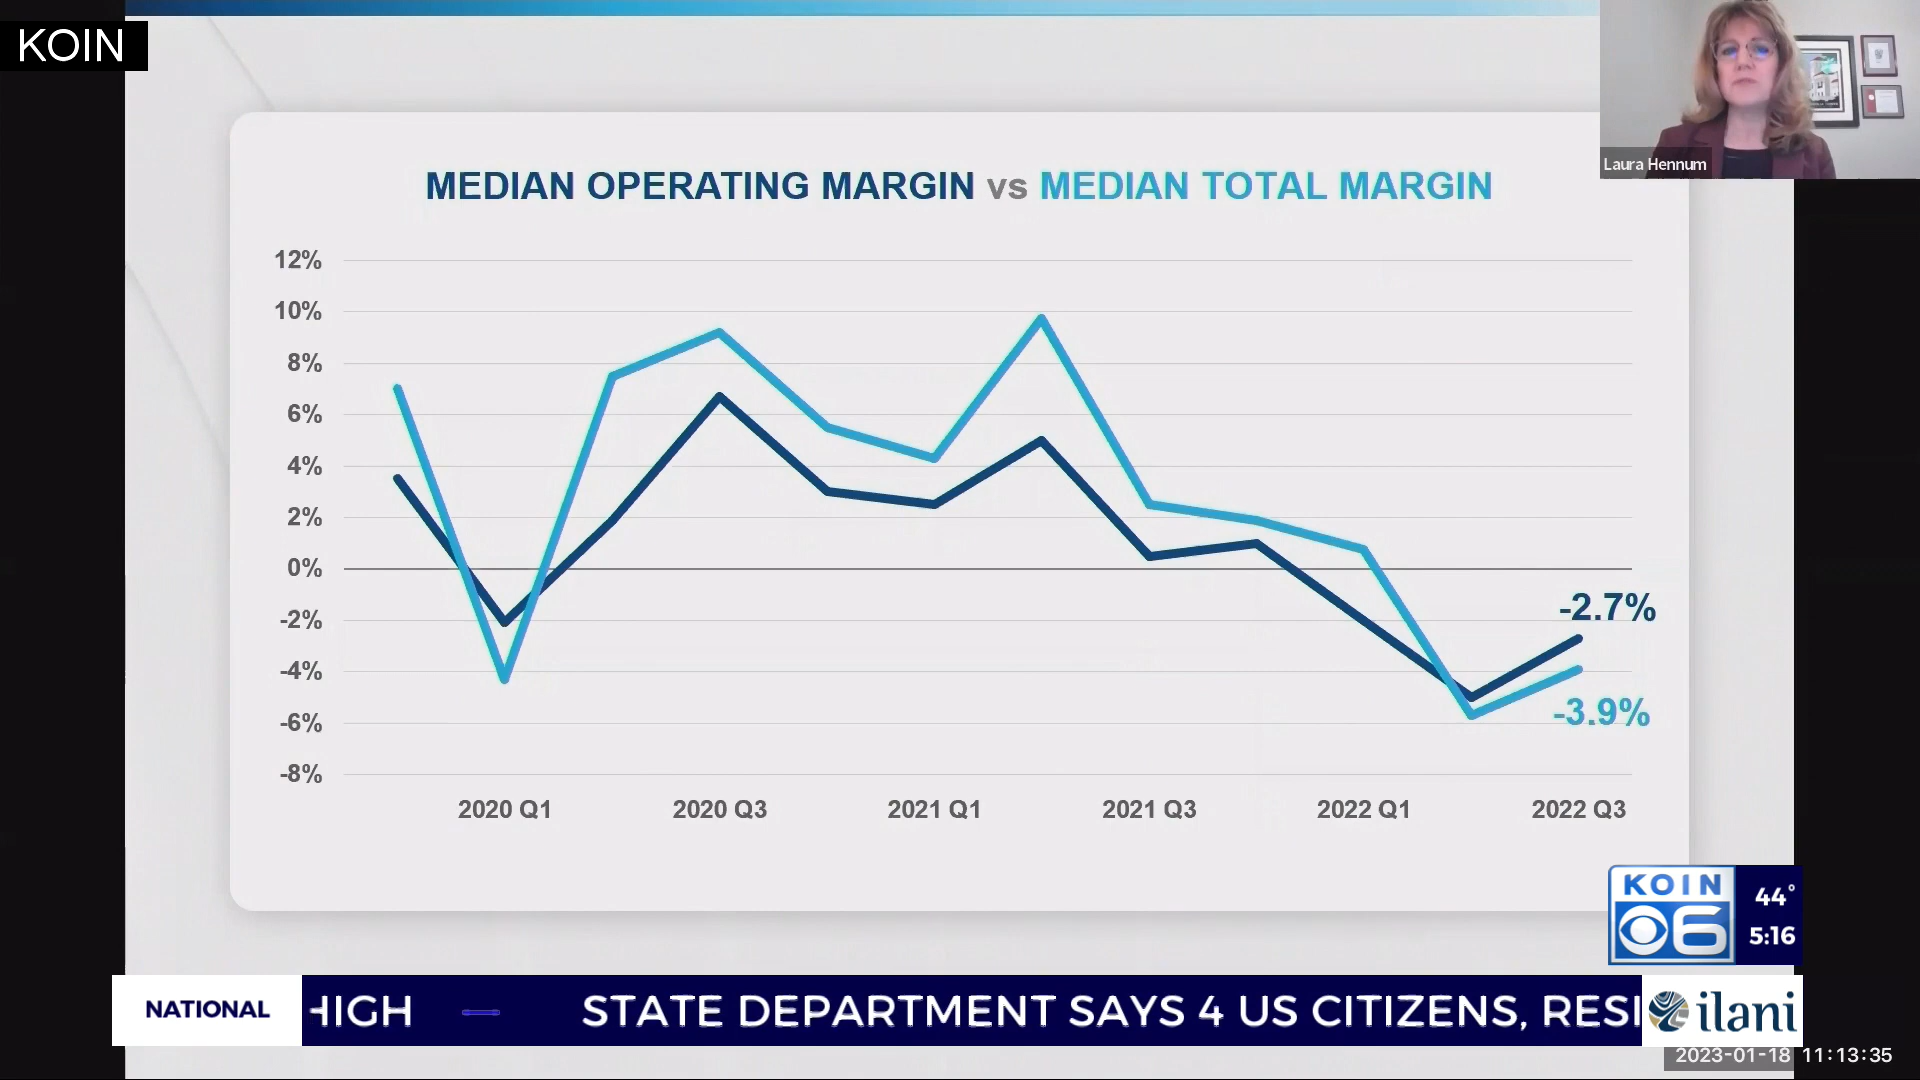 KOIN
Laura Hennum
MEDIAN OPERATING MARGIN vs MEDIAN TOTAL MARGIN
12%
10%
8%
6%
4%
2%
0%
-2%
-4%
-6%
-8%
-2.7%
-3.9%
2020 Q1 2020 Q3 2021 Q1 2021 Q3 2022 Q1 2022 Q3
KOIN
6
44°
5:16
NATIONAL
HIGH — STATE DEPARTMENT SAYS 4 US CITIZENS, RESI
ilani
2023-01-18 11:13:35